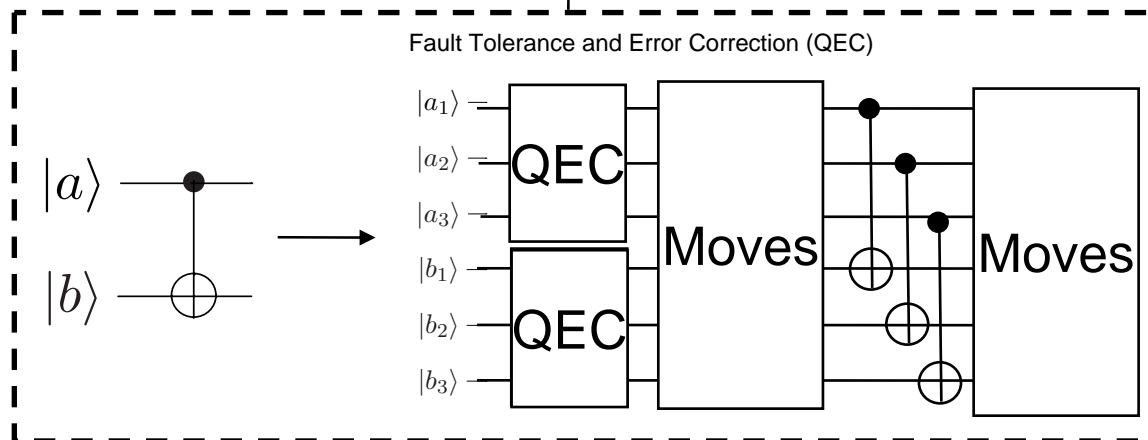 Fault Tolerance and Error Correction (QEC)
|a⟩
|b⟩
|a₁⟩
|a₂⟩
|a₃⟩
|b₁⟩
|b₂⟩
|b₃⟩
QEC
QEC
Moves
Moves